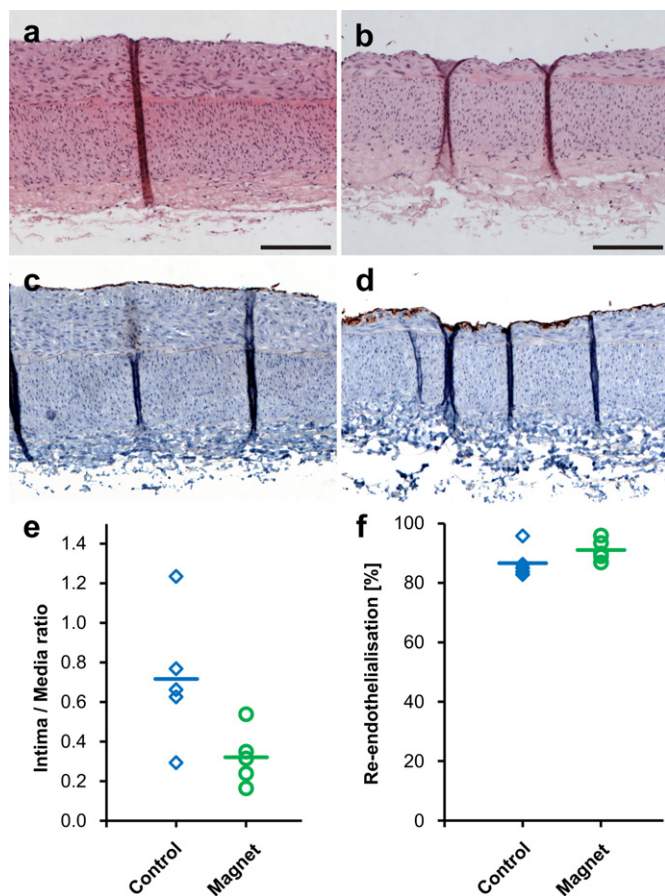 a
b
c
d
e
f
1.4
1.2
1.0
0.8
0.6
0.4
0.2
0.0
Intima / Media ratio
Control
Magnet
100
80
60
40
20
0
Re-endothelialisation [%]
Control
Magnet